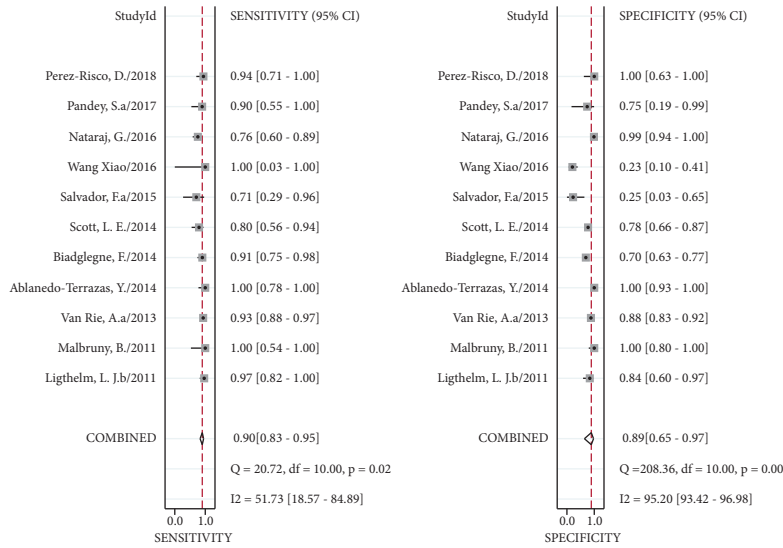 StudyId SENSITIVITY (95% CI)
Perez-Risco, D./2018 0.94 [0.71 - 1.00]
Pandey, S.a/2017 0.90 [0.55 - 1.00]
Nataraj, G./2016 0.76 [0.60 - 0.89]
Wang Xiao/2016 1.00 [0.03 - 1.00]
Salvador, F.a/2015 0.71 [0.29 - 0.96]
Scott, L. E./2014 0.80 [0.56 - 0.94]
Biadglegne, F./2014 0.91 [0.75 - 0.98]
Ablanedo-Terrazas, Y./2014 1.00 [0.78 - 1.00]
Van Rie, A.a/2013 0.93 [0.88 - 0.97]
Malbruny, B./2011 1.00 [0.54 - 1.00]
Ligthelm, L. J.b/2011 0.97 [0.82 - 1.00]
COMBINED 0.90[0.83 - 0.95]
Q = 20.72, df = 10.00, p = 0.02
I2 = 51.73 [18.57 - 84.89]
0.0 1.0
SENSITIVITY
StudyId SPECIFICITY (95% CI)
Perez-Risco, D./2018 1.00 [0.63 - 1.00]
Pandey, S.a/2017 0.75 [0.19 - 0.99]
Nataraj, G./2016 0.99 [0.94 - 1.00]
Wang Xiao/2016 0.23 [0.10 - 0.41]
Salvador, F.a/2015 0.25 [0.03 - 0.65]
Scott, L. E./2014 0.78 [0.66 - 0.87]
Biadglegne, F./2014 0.70 [0.63 - 0.77]
Ablanedo-Terrazas, Y./2014 1.00 [0.93 - 1.00]
Van Rie, A.a/2013 0.88 [0.83 - 0.92]
Malbruny, B./2011 1.00 [0.80 - 1.00]
Ligthelm, L. J.b/2011 0.84 [0.60 - 0.97]
COMBINED 0.89[0.65 - 0.97]
Q =208.36, df = 10.00, p = 0.00
I2 = 95.20 [93.42 - 96.98]
0.0 1.0
SPECIFICITY